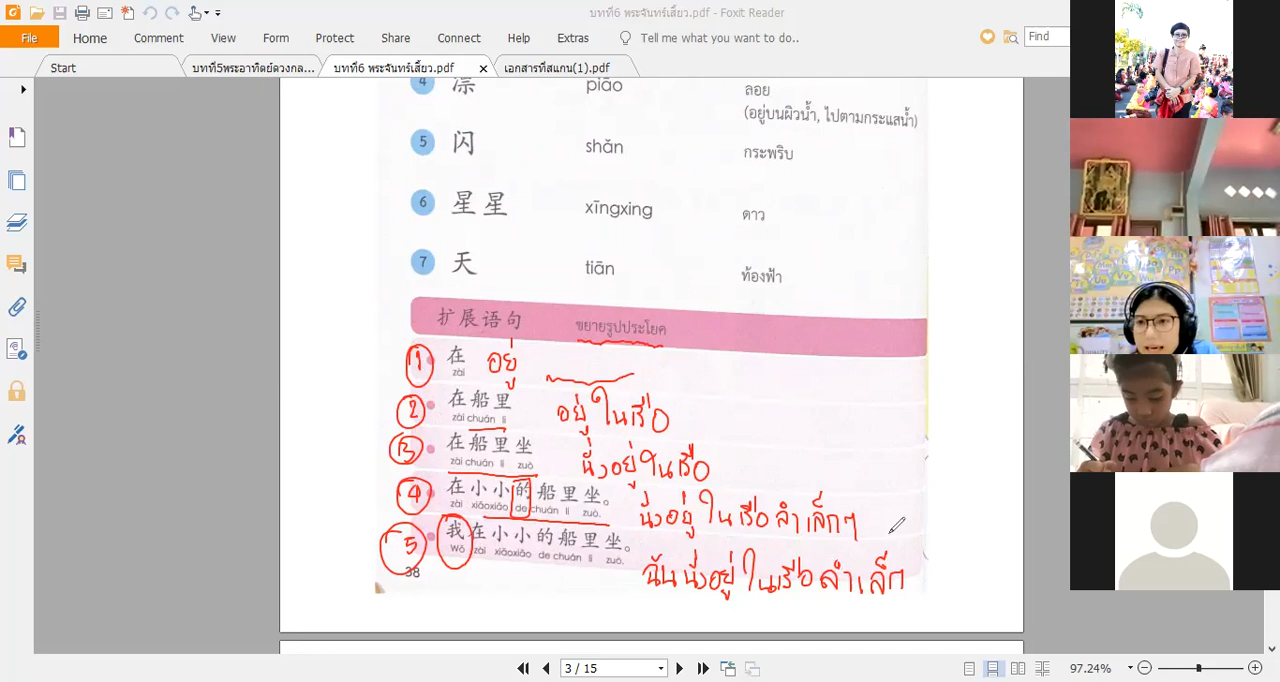 บทที่6 พระจันทร์เสี้ยว.pdf - Foxit Reader
File Home Comment View Form Protect Share Connect Help Extras Tell me what you want to do.. Find
Start บทที่5พระอาทิตย์ดวงกล... บทที่6 พระจันทร์เสี้ยว.pdf เอกสารที่สแกน(1).pdf
4 漂 piāo ลอย
(อยู่บนผิวน้ำ, ไปตามกระแสน้ำ)
5 闪 shǎn กระพริบ
6 星星 xīngxing ดาว
7 天 tiān ท้องฟ้า
扩展语句 ขยายรูปประโยค
1 在 อยู่
zài
2 在船里 อยู่ในเรือ
zài chuán li
3 在船里坐 นั่งอยู่ในเรือ
zài chuán li zuò
4 在小小的船里坐。 นั่งอยู่ในเรือลำเล็กๆ
zài xiǎoxiǎo de chuán li zuò.
5 我在小小的船里坐。 ฉันนั่งอยู่ในเรือลำเล็ก
wǒ zài xiǎoxiǎo de chuán li zuò.
38
3 / 15 97.24%